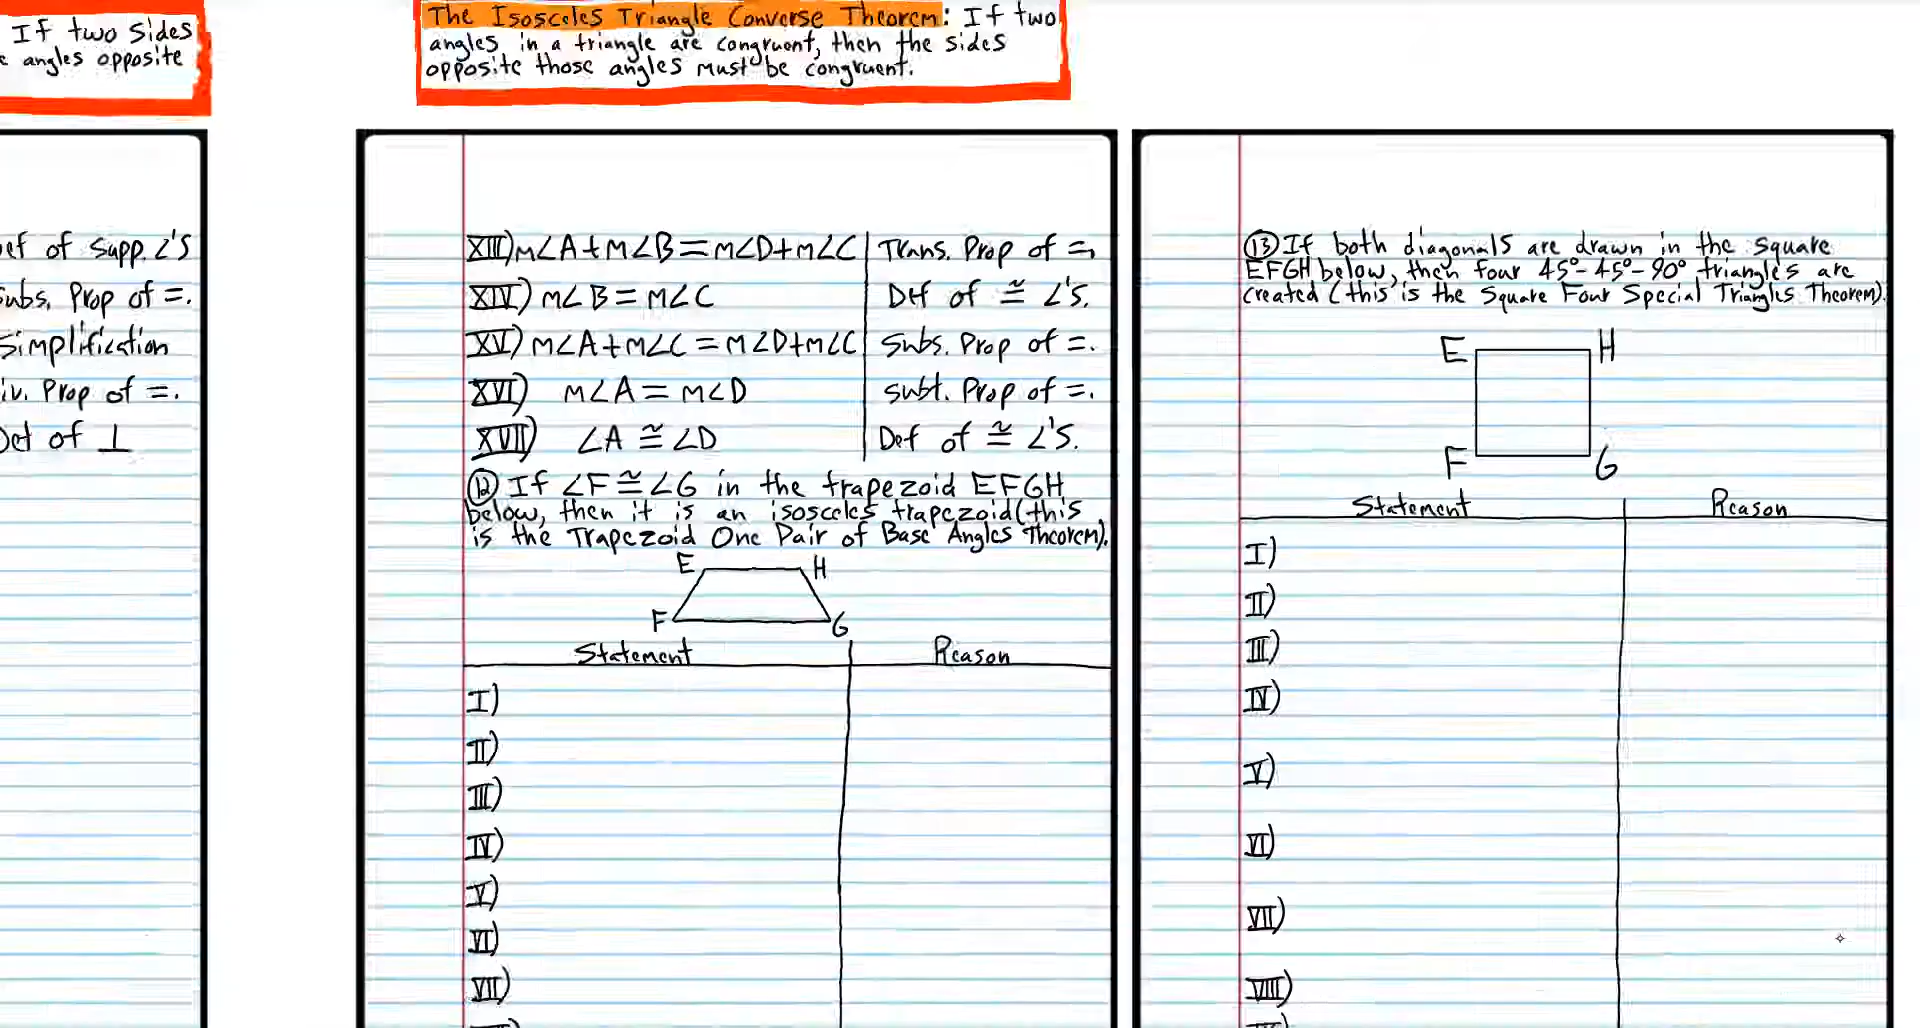 If two sides
angles opposite
The Isosceles Triangle Converse Theorem: If two
angles in a triangle are congruent, then the sides
opposite those angles must be congruent.
Def of supp. ∠'s
Subs. Prop of =.
Simplification
Div. Prop of =.
Def of ⊥
XIII) m∠A+m∠B=m∠D+m∠C Trans. Prop of =.
XIV) m∠B=m∠C Def of ≅ ∠'s.
XV) m∠A+m∠C=m∠D+m∠C Subs. Prop of =.
XVI) m∠A=m∠D Subt. Prop of =.
XVII) ∠A≅∠D Def of ≅ ∠'s.
⑫ If ∠F≅∠G in the trapezoid EFGH
below, then it is an isosceles trapezoid (this
is the Trapezoid One Pair of Base Angles Theorem).
E H
F G
Statement Reason
I)
II)
III)
IV)
V)
VI)
VII)
⑬ If both diagonals are drawn in the square
EFGH below, then four 45°-45°-90° triangles are
created (this is the Square Four Special Triangles Theorem).
E H
F G
Statement Reason
I)
II)
III)
IV)
V)
VI)
VII)
VIII)